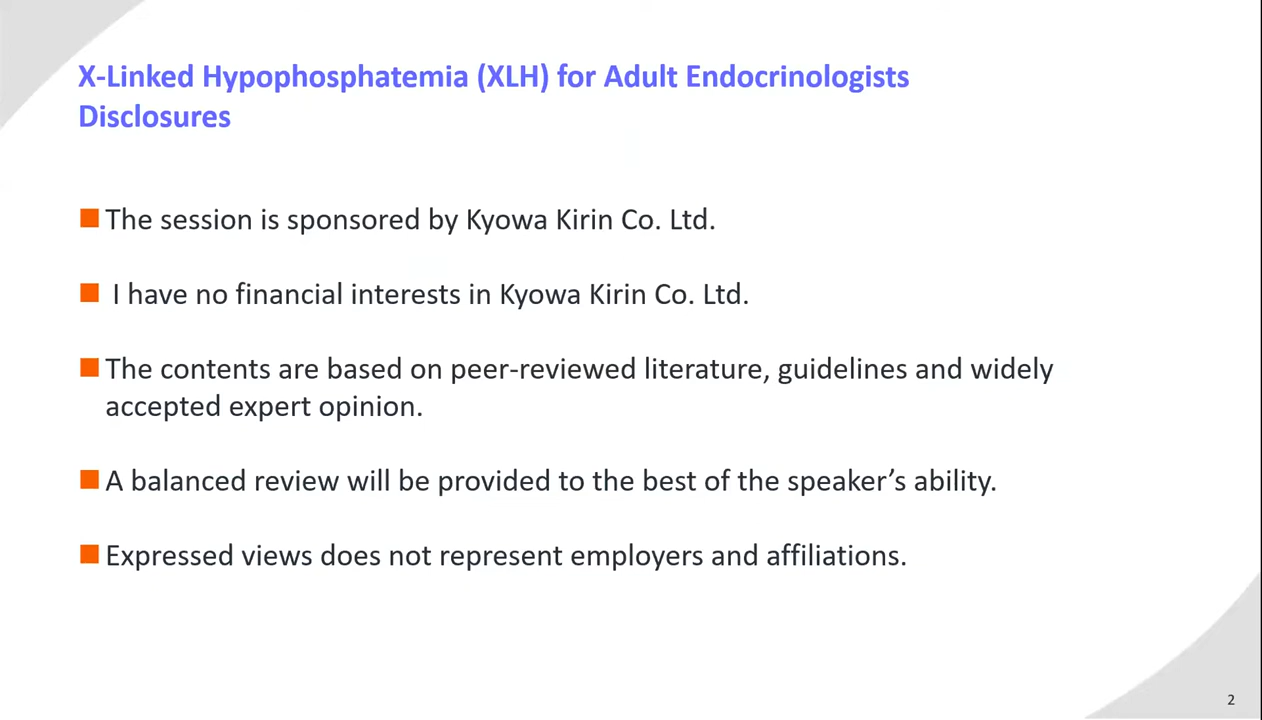 X-Linked Hypophosphatemia (XLH) for Adult Endocrinologists
Disclosures
The session is sponsored by Kyowa Kirin Co. Ltd.
I have no financial interests in Kyowa Kirin Co. Ltd.
The contents are based on peer-reviewed literature, guidelines and widely
accepted expert opinion.
A balanced review will be provided to the best of the speaker’s ability.
Expressed views does not represent employers and affiliations.
2